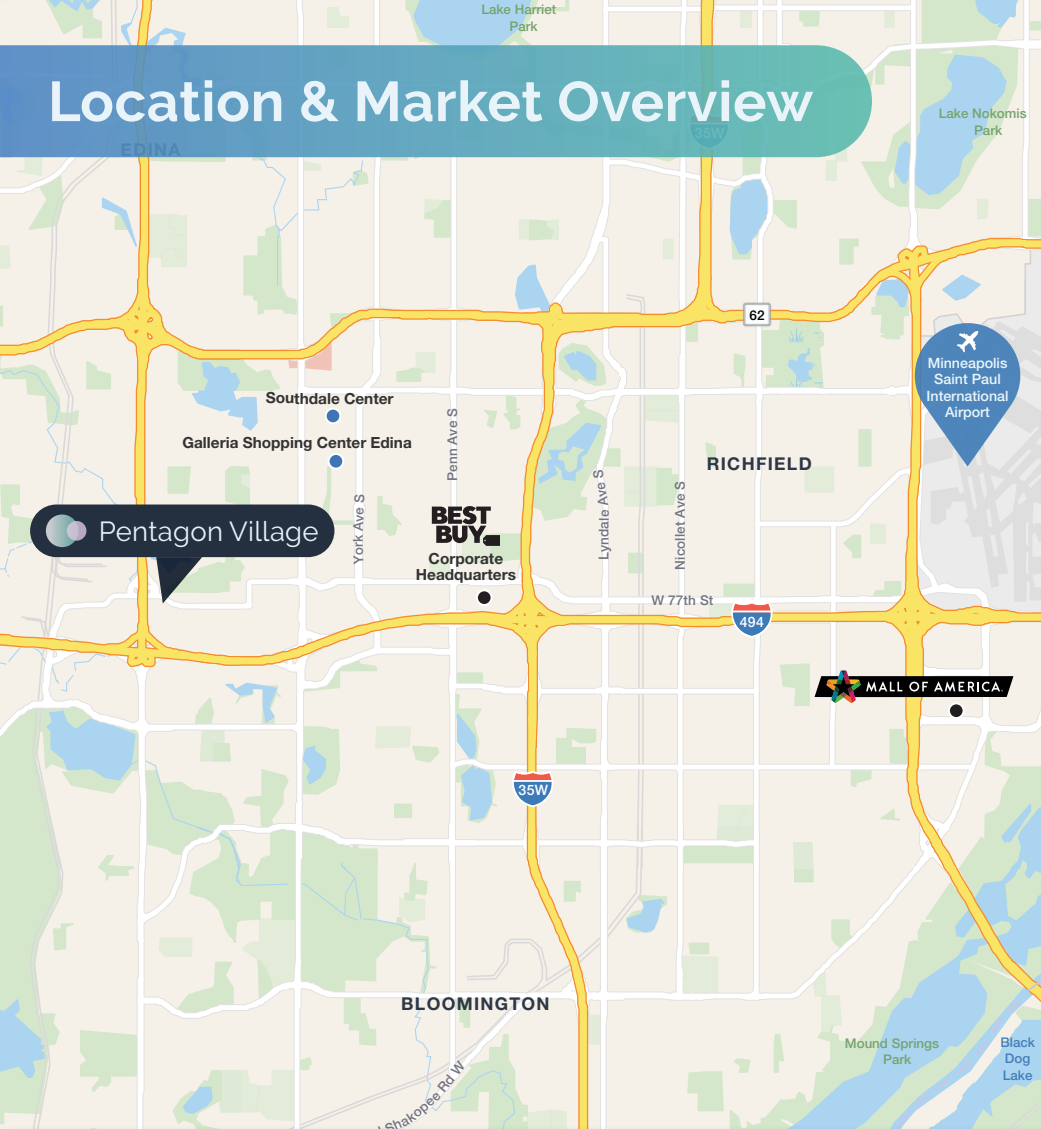 Lake Harriet
Park
Location & Market Overview
35W
EDINA
Lake Nokomis
Park
62
Minneapolis
Saint Paul
International
Airport
Southdale Center
Galleria Shopping Center Edina
Penn Ave S
RICHFIELD
York Ave S
Lyndale Ave S
Nicollet Ave S
Pentagon Village
BEST
BUY
Corporate
Headquarters
W 77th St
494
MALL OF AMERICA
35W
BLOOMINGTON
Mound Springs
Park
Black
Dog
Lake
Shakopee Rd W